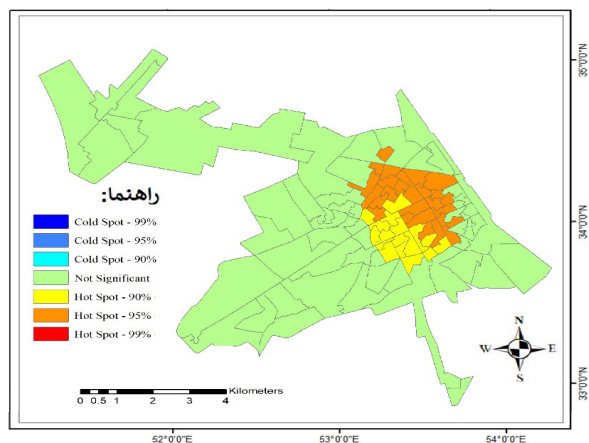 35°0'0"N
راهنما:
Cold Spot - 99%
Cold Spot - 95%
Cold Spot - 90%
Not Significant
Hot Spot - 90%
Hot Spot - 95%
Hot Spot - 99%
34°0'0"N
N
W E
S
33°0'0"N
Kilometers
0 0.5 1 2 3 4
52°0'0"E 53°0'0"E 54°0'0"E